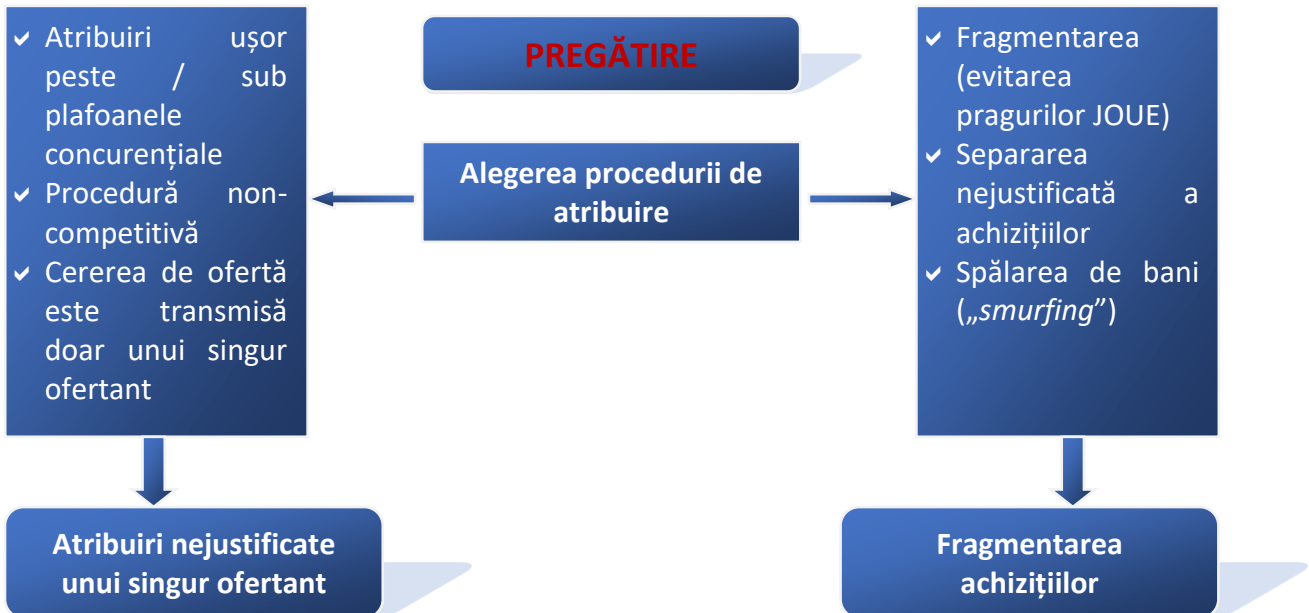 PREGĂTIRE
Alegerea procedurii de
atribuire
✓ Atribuiri ușor
peste / sub
plafoanele
concurențiale
✓ Procedură non-
competitivă
✓ Cererea de ofertă
este transmisă
doar unui singur
ofertant
✓ Fragmentarea
(evitarea
pragurilor JOUE)
✓ Separarea
nejustificată a
achizițiilor
✓ Spălarea de bani
(„smurfing”)
Atribuiri nejustificate
unui singur ofertant
Fragmentarea
achizițiilor